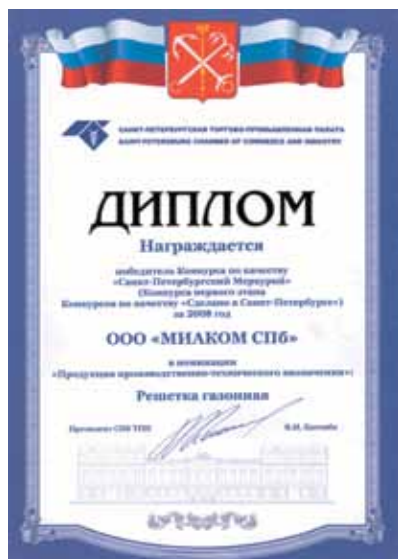 САНКТ-ПЕТЕРБУРГСКАЯ ТОРГОВО-ПРОМЫШЛЕННАЯ ПАЛАТА
SAINT-PETERSBURG CHAMBER OF COMMERCE AND INDUSTRY
ДИПЛОМ
Награждается
победитель Конкурса по качеству
«Санкт-Петербургский Меркурий»
(Конкурса первого этапа
Конкурсов по качеству «Сделано в Санкт-Петербурге»)
за 2008 год
ООО «МИАКОМ СПб»
в номинации
«Продукция производственно-технического назначения»:
Решетка газонная
Президент СПб ТПП